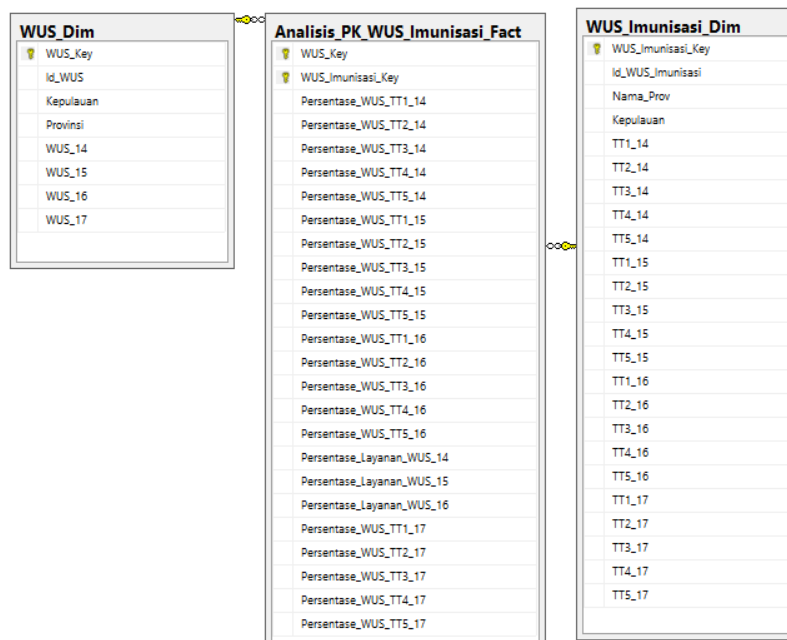 WUS_Dim
WUS_Key
Id_WUS
Kepulauan
Provinsi
WUS_14
WUS_15
WUS_16
WUS_17
Analisis_PK_WUS_Imunisasi_Fact
WUS_Key
WUS_Imunisasi_Key
Persentase_WUS_TT1_14
Persentase_WUS_TT2_14
Persentase_WUS_TT3_14
Persentase_WUS_TT4_14
Persentase_WUS_TT5_14
Persentase_WUS_TT1_15
Persentase_WUS_TT2_15
Persentase_WUS_TT3_15
Persentase_WUS_TT4_15
Persentase_WUS_TT5_15
Persentase_WUS_TT1_16
Persentase_WUS_TT2_16
Persentase_WUS_TT3_16
Persentase_WUS_TT4_16
Persentase_WUS_TT5_16
Persentase_Layanan_WUS_14
Persentase_Layanan_WUS_15
Persentase_Layanan_WUS_16
Persentase_WUS_TT1_17
Persentase_WUS_TT2_17
Persentase_WUS_TT3_17
Persentase_WUS_TT4_17
Persentase_WUS_TT5_17
WUS_Imunisasi_Dim
WUS_Imunisasi_Key
Id_WUS_Imunisasi
Nama_Prov
Kepulauan
TT1_14
TT2_14
TT3_14
TT4_14
TT5_14
TT1_15
TT2_15
TT3_15
TT4_15
TT5_15
TT1_16
TT2_16
TT3_16
TT4_16
TT5_16
TT1_17
TT2_17
TT3_17
TT4_17
TT5_17